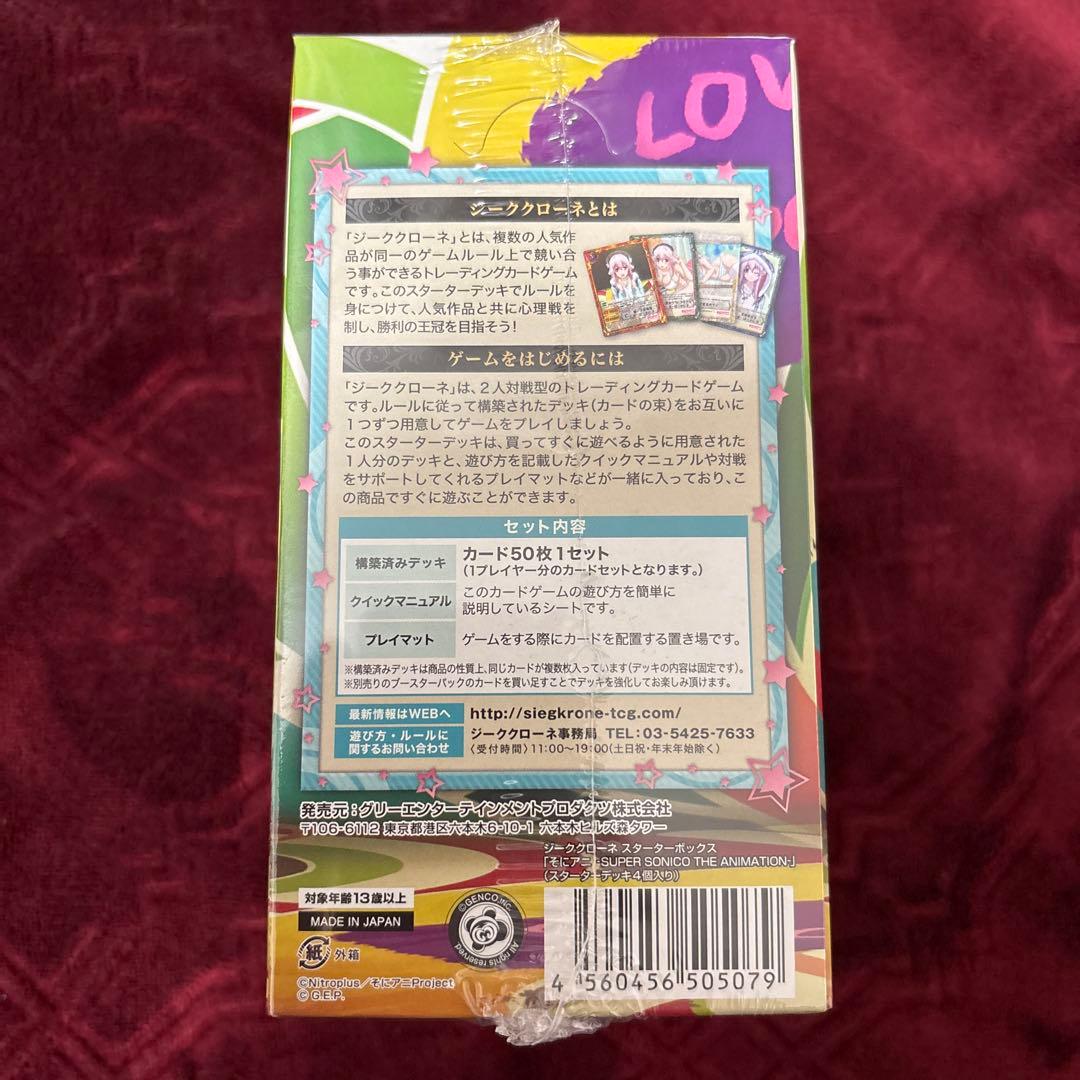 LOV
ジーククローネとは
「ジーククローネ」とは、複数の人気作
品が同一のゲームルール上で競い合
う事ができるトレーディングカードゲーム
です。このスターターデッキでルールを
身につけて、人気作品と共に心理戦を
制し、勝利の王冠を目指そう!
ゲームをはじめるには
「ジーククローネ」は、2人対戦型のトレーディングカードゲーム
です。ルールに従って構築されたデッキ(カードの束)をお互いに
1つずつ用意してゲームをプレイしましょう。
このスターターデッキは、買ってすぐに遊べるように用意された
1人分のデッキと、遊び方を記載したクイックマニュアルや対戦
をサポートしてくれるプレイマットなどが一緒に入っており、こ
の商品ですぐに遊ぶことができます。
セット内容
構築済みデッキ
カード50枚1セット
(1プレイヤー分のカードセットとなります。)
クイックマニュアル
このカードゲームの遊び方を簡単に
説明しているシートです。
プレイマット
ゲームをする際にカードを配置する置き場です。
※構築済みデッキは商品の性質上、同じカードが複数枚入っています(デッキの内容は固定です)。
※別売りのブースターパックのカードを買い足すことでデッキを強化してお楽しみ頂けます。
最新情報はWEBへ http://siegkrone-tcg.com/
遊び方・ルールに
関するお問い合わせ
ジーククローネ事務局 TEL:03-5425-7633
〈受付時間〉11:00〜19:00(土日祝・年末年始除く)
発売元:グリーエンターテインメントプロダクツ株式会社
〒106-6112 東京都港区六本木6-10-1 六本木ヒルズ森タワー
ジーククローネ スターターボックス
「そにアニ -SUPER SONICO THE ANIMATION-」
(スターターデッキ4個入り)
対象年齢13歳以上
MADE IN JAPAN
紙 外箱
©Nitroplus/そにアニProject
©G.E.P.
©GENCO,INC.
All rights reserved
4 560456 505079